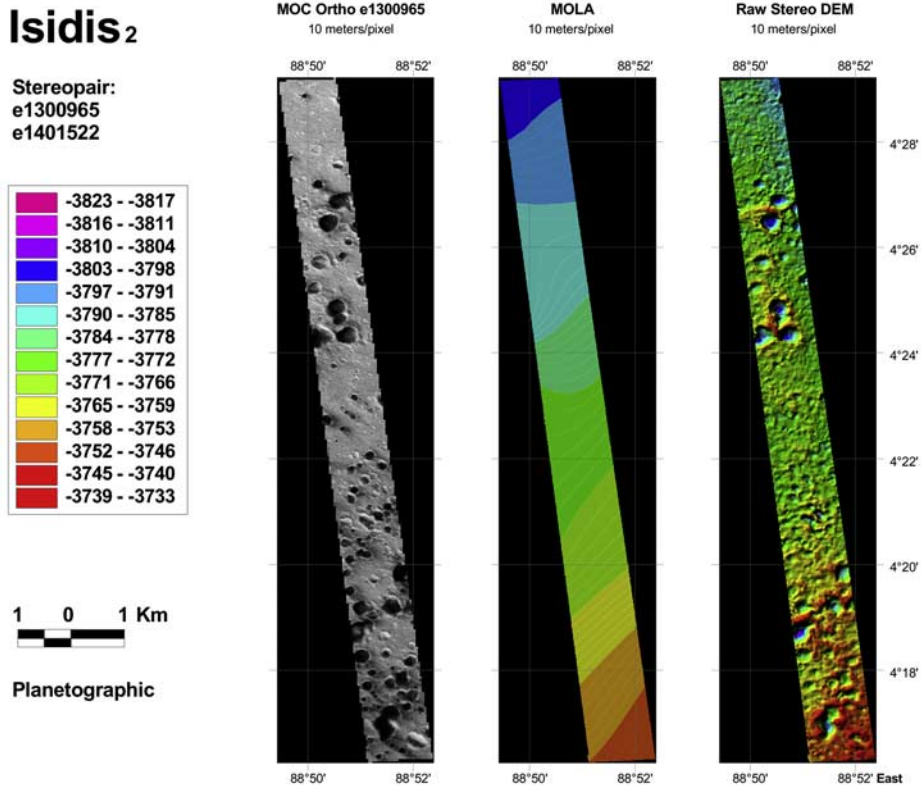 Isidis 2
Stereopair:
e1300965
e1401522
-3823 - -3817
-3816 - -3811
-3810 - -3804
-3803 - -3798
-3797 - -3791
-3790 - -3785
-3784 - -3778
-3777 - -3772
-3771 - -3766
-3765 - -3759
-3758 - -3753
-3752 - -3746
-3745 - -3740
-3739 - -3733
1 0 1 Km
Planetographic
MOC Ortho e1300965
10 meters/pixel
88°50' 88°52'
88°50' 88°52'
MOLA
10 meters/pixel
88°50' 88°52'
88°50' 88°52'
Raw Stereo DEM
10 meters/pixel
88°50' 88°52'
4°28'
4°26'
4°24'
4°22'
4°20'
4°18'
88°50' 88°52' East